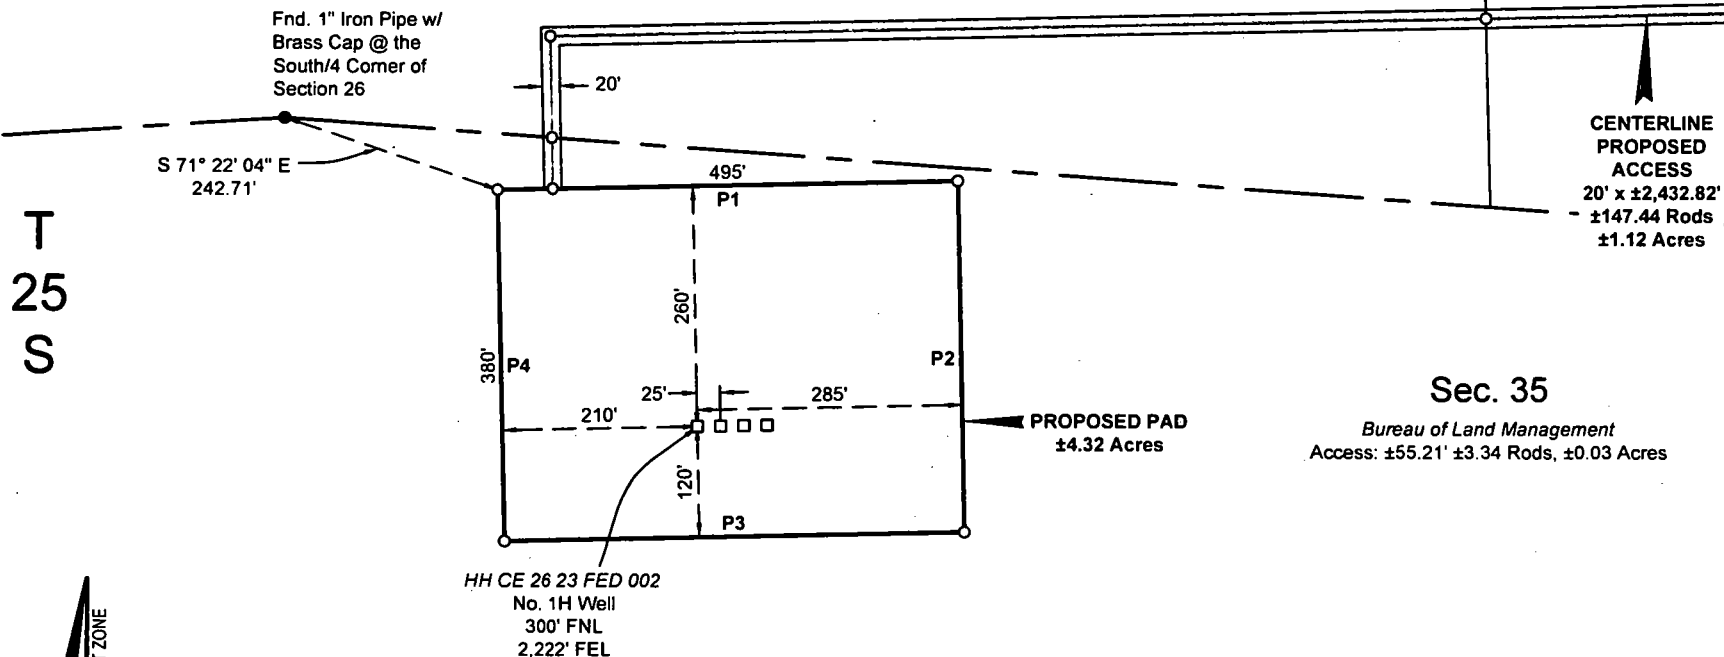 Fnd. 1" Iron Pipe w/
Brass Cap @ the
South/4 Corner of
Section 26
20'
S 71° 22' 04" E
242.71'
495'
P1
CENTERLINE
PROPOSED
ACCESS
20' x ±2,432.82'
±147.44 Rods
±1.12 Acres
T
25
S
260'
380'
P4
P2
25'
285'
210'
120'
P3
PROPOSED PAD
±4.32 Acres
Sec. 35
Bureau of Land Management
Access: ±55.21' ±3.34 Rods, ±0.03 Acres
HH CE 26 23 FED 002
No. 1H Well
300' FNL
2,222' FEL
ZONE